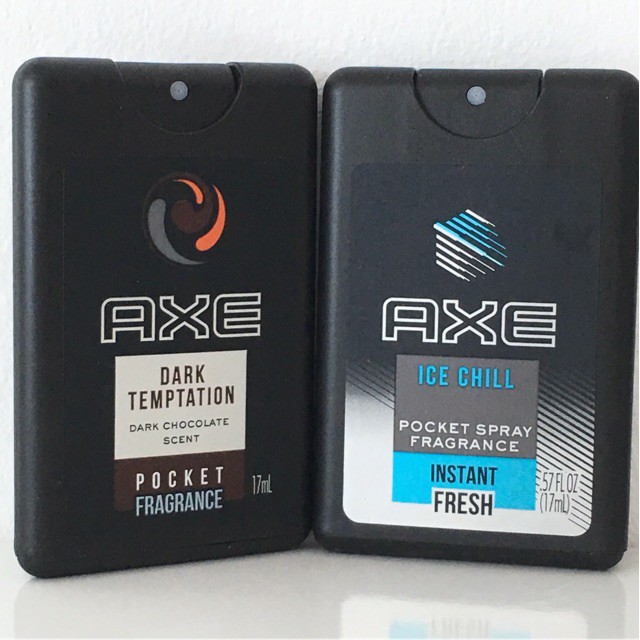 AXE
DARK
TEMPTATION
DARK CHOCOLATE
SCENT
POCKET
FRAGRANCE
17mL
AXE
ICE CHILL
POCKET SPRAY
FRAGRANCE
INSTANT
FRESH
.57 FL OZ
(17mL)